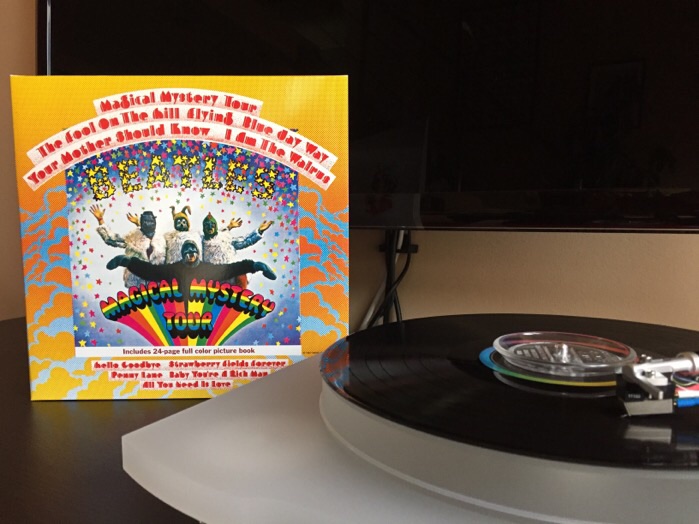 Magical Mystery Tour
The Fool On The Hill Flying Blue Jay Way
Your Mother Should Know I Am The Walrus
BEATLES
MAGICAL MYSTERY
TOUR
Includes 24-page full color picture book
Hello Goodbye Strawberry Fields Forever
Penny Lane Baby You're A Rich Man
All You Need Is Love